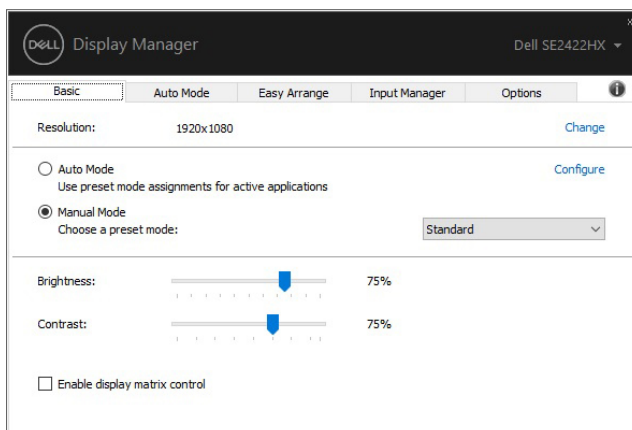 DELL Display Manager Dell SE2422HX
Basic Auto Mode Easy Arrange Input Manager Options
Resolution: 1920x1080 Change
Auto Mode Configure
Use preset mode assignments for active applications
Manual Mode
Choose a preset mode: Standard
Brightness: 75%
Contrast: 75%
Enable display matrix control